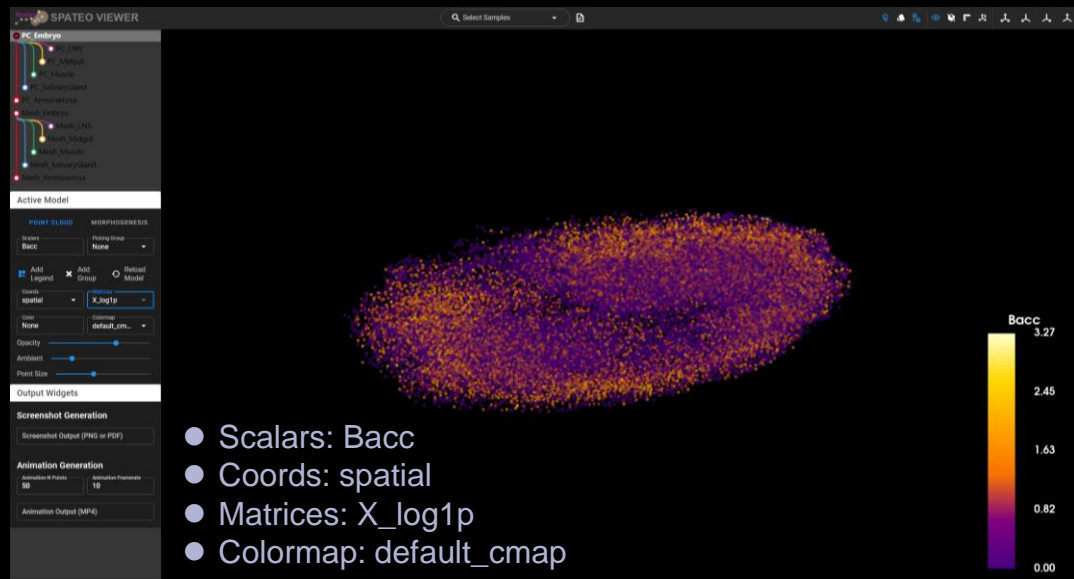 SPATEO VIEWER
Select Samples
PC_Embryo
PC_CNS
PC_Midgut
PC_Muscle
PC_SalivaryGland
PC_Amnioserosa
Mesh_Embryo
Mesh_CNS
Mesh_Midgut
Mesh_Muscle
Mesh_SalivaryGland
Mesh_Amnioserosa
Active Model
POINT CLOUD MORPHOGENESIS
Scalars Picking Group
Bacc None
Add Legend Add Group Reload Model
Coords Matrices
spatial X_log1p
Color Colormap
None default_cm...
Opacity
Ambient
Point Size
Output Widgets
Screenshot Generation
Screenshot Output (PNG or PDF)
Animation Generation
Animation N Points Animation Framerate
50 10
Animation Output (MP4)
● Scalars: Bacc
● Coords: spatial
● Matrices: X_log1p
● Colormap: default_cmap
Bacc
3.27
2.45
1.63
0.82
0.00